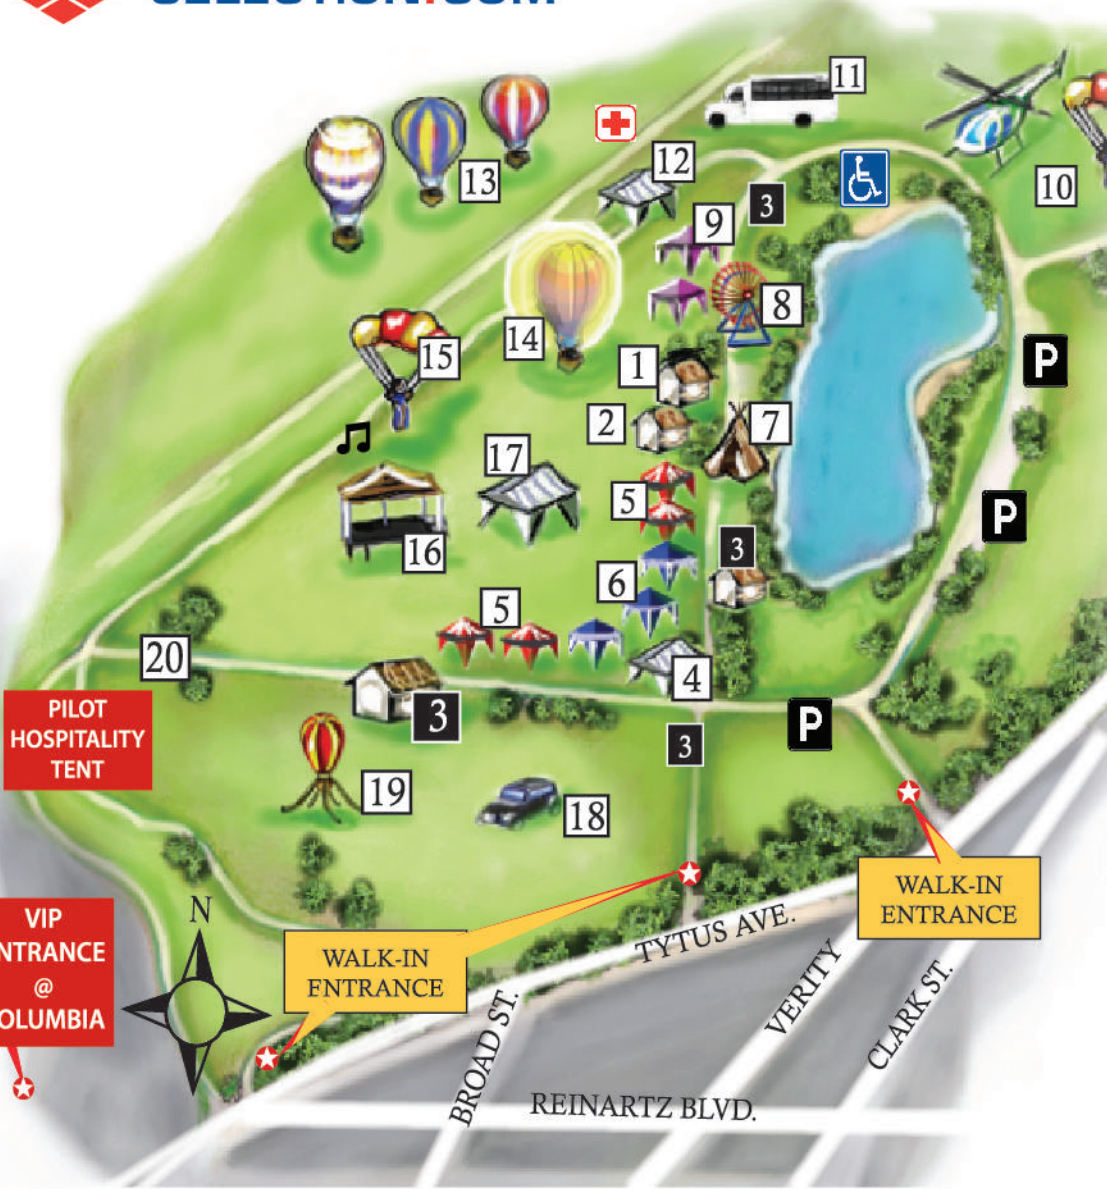 11
12
13
10
3
9
8
14
15
1
P
2
7
17
5
P
16
3
6
5
20
4
PILOT
HOSPITALITY
TENT
3
P
3
19
18
WALK-IN
ENTRANCE
N
VIP
NTRANCE
@
OLUMBIA
WALK-IN
ENTRANCE
TYTUS AVE.
VERITY
CLARK ST.
BROAD ST.
REINARTZ BLVD.